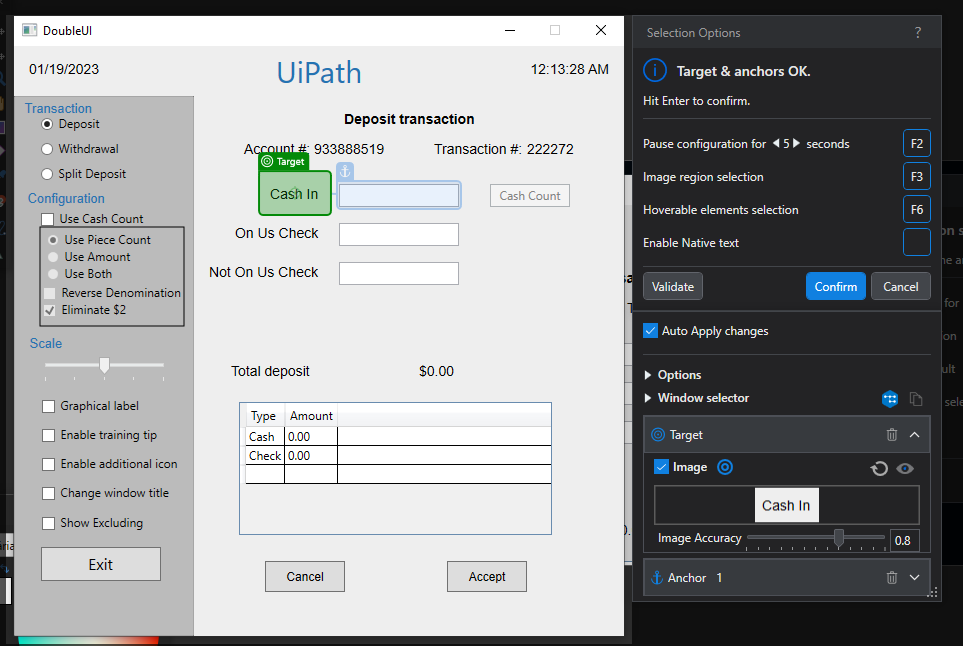 DoubleUI
01/19/2023
UiPath
12:13:28 AM
Transaction
Deposit
Withdrawal
Split Deposit
Configuration
Use Cash Count
Use Piece Count
Use Amount
Use Both
Reverse Denomination
Eliminate $2
Scale
Graphical label
Enable training tip
Enable additional icon
Change window title
Show Excluding
Exit
Deposit transaction
Account #: 933888519 Transaction #: 222272
Target
Cash In
Cash Count
On Us Check
Not On Us Check
Total deposit $0.00
Type Amount
Cash 0.00
Check 0.00
Cancel Accept
Selection Options ?
Target & anchors OK.
Hit Enter to confirm.
Pause configuration for 5 seconds F2
Image region selection F3
Hoverable elements selection F6
Enable Native text
Validate Confirm Cancel
Auto Apply changes
Options
Window selector
Target
Image
Cash In
Image Accuracy 0.8
Anchor 1